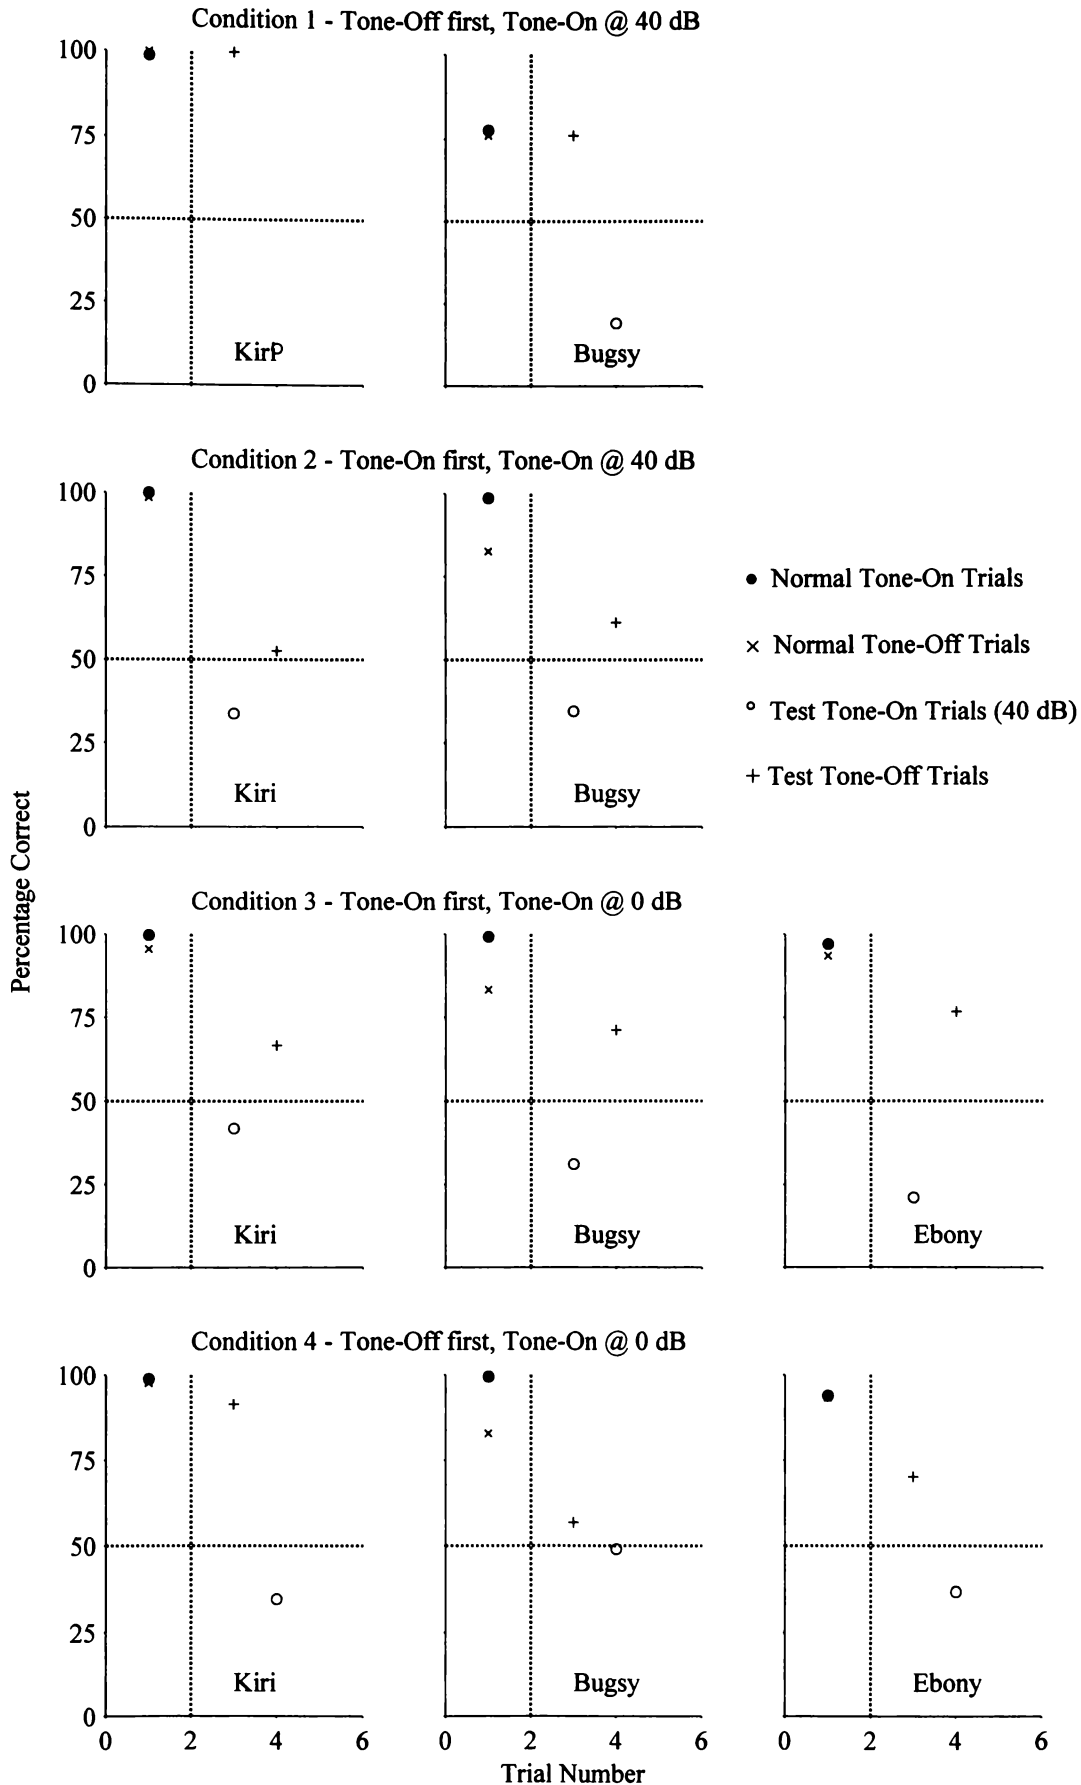 Condition 1 - Tone-Off first, Tone-On @ 40 dB
100
75
50
25
0
Kiri
Bugsy
Condition 2 - Tone-On first, Tone-On @ 40 dB
100
75
50
25
0
Kiri
Bugsy
● Normal Tone-On Trials
× Normal Tone-Off Trials
○ Test Tone-On Trials (40 dB)
+ Test Tone-Off Trials
Percentage Correct
Condition 3 - Tone-On first, Tone-On @ 0 dB
100
75
50
25
0
Kiri
Bugsy
Ebony
Condition 4 - Tone-Off first, Tone-On @ 0 dB
100
75
50
25
0
Kiri
Bugsy
Ebony
0 2 4 6 0 2 4 6 0 2 4 6
Trial Number